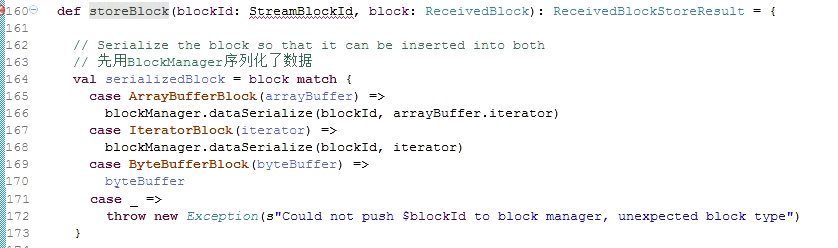 160 def storeBlock(blockId: StreamBlockId, block: ReceivedBlock): ReceivedBlockStoreResult = {
161
162 // Serialize the block so that it can be inserted into both
163 // 先用BlockManager序列化了数据
164 val serializedBlock = block match {
165 case ArrayBufferBlock(arrayBuffer) =>
166 blockManager.dataSerialize(blockId, arrayBuffer.iterator)
167 case IteratorBlock(iterator) =>
168 blockManager.dataSerialize(blockId, iterator)
169 case ByteBufferBlock(byteBuffer) =>
170 byteBuffer
171 case _ =>
172 throw new Exception(s"Could not push $blockId to block manager, unexpected block type")
173 }